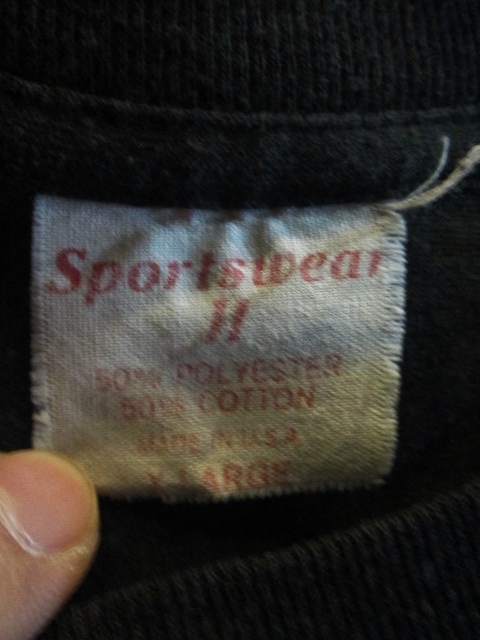 Sportswear
II
50% POLYESTER
50% COTTON
MADE IN U.S.A.
X-LARGE